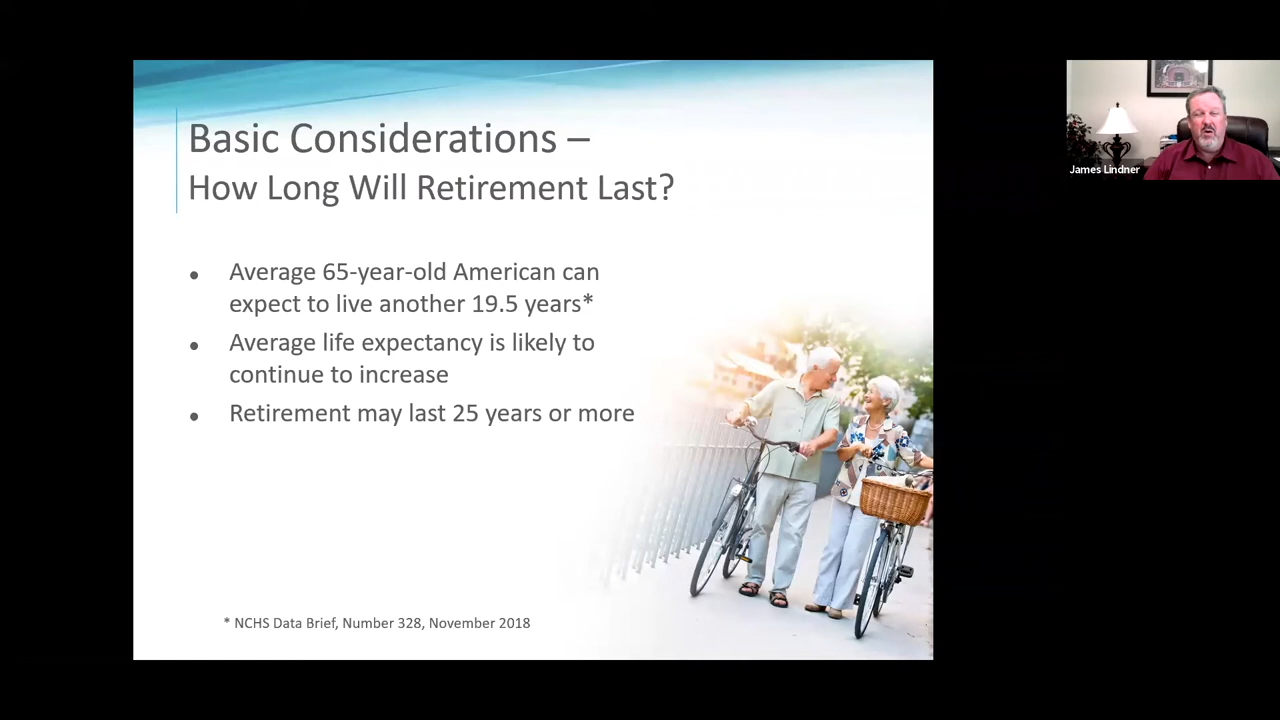 Basic Considerations –
How Long Will Retirement Last?
● Average 65-year-old American can
expect to live another 19.5 years*
● Average life expectancy is likely to
continue to increase
● Retirement may last 25 years or more
* NCHS Data Brief, Number 328, November 2018
James Lindner